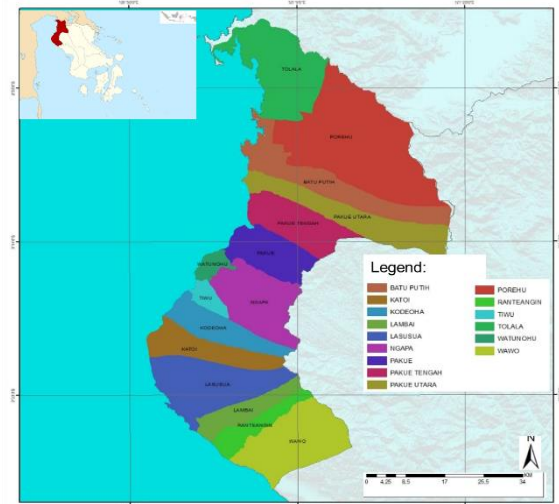 TOLALA
POREHU
BATU PUTIH
PAKUE UTARA
PAKUE TENGAH
PAKUE
WATUNOHU
NGAPA
TIWU
KODEOHA
KATOI
LASUSUA
LAMBAI
RANTEANGIN
WAWO
Legend:
BATU PUTIH
KATOI
KODEOHA
LAMBAI
LASUSUA
NGAPA
PAKUE
PAKUE TENGAH
PAKUE UTARA
POREHU
RANTEANGIN
TIWU
TOLALA
WATUNOHU
WAWO
N
0 4.25 8.5 17 25.5 34